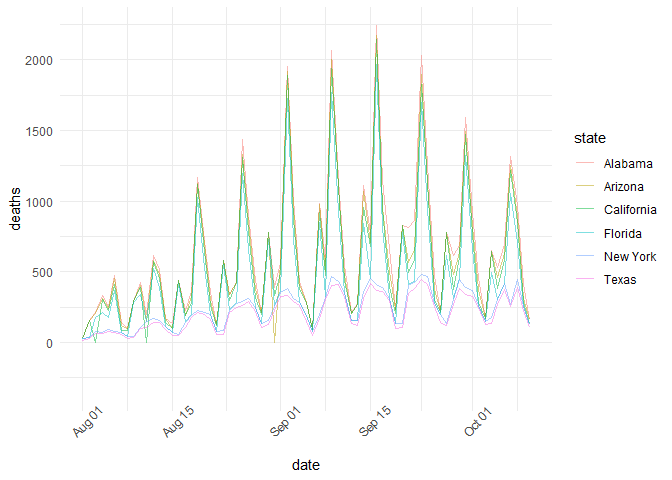 2000
1500
1000
500
0
deaths
Aug 01
Aug 15
Sep 01
Sep 15
Oct 01
date
state
Alabama
Arizona
California
Florida
New York
Texas